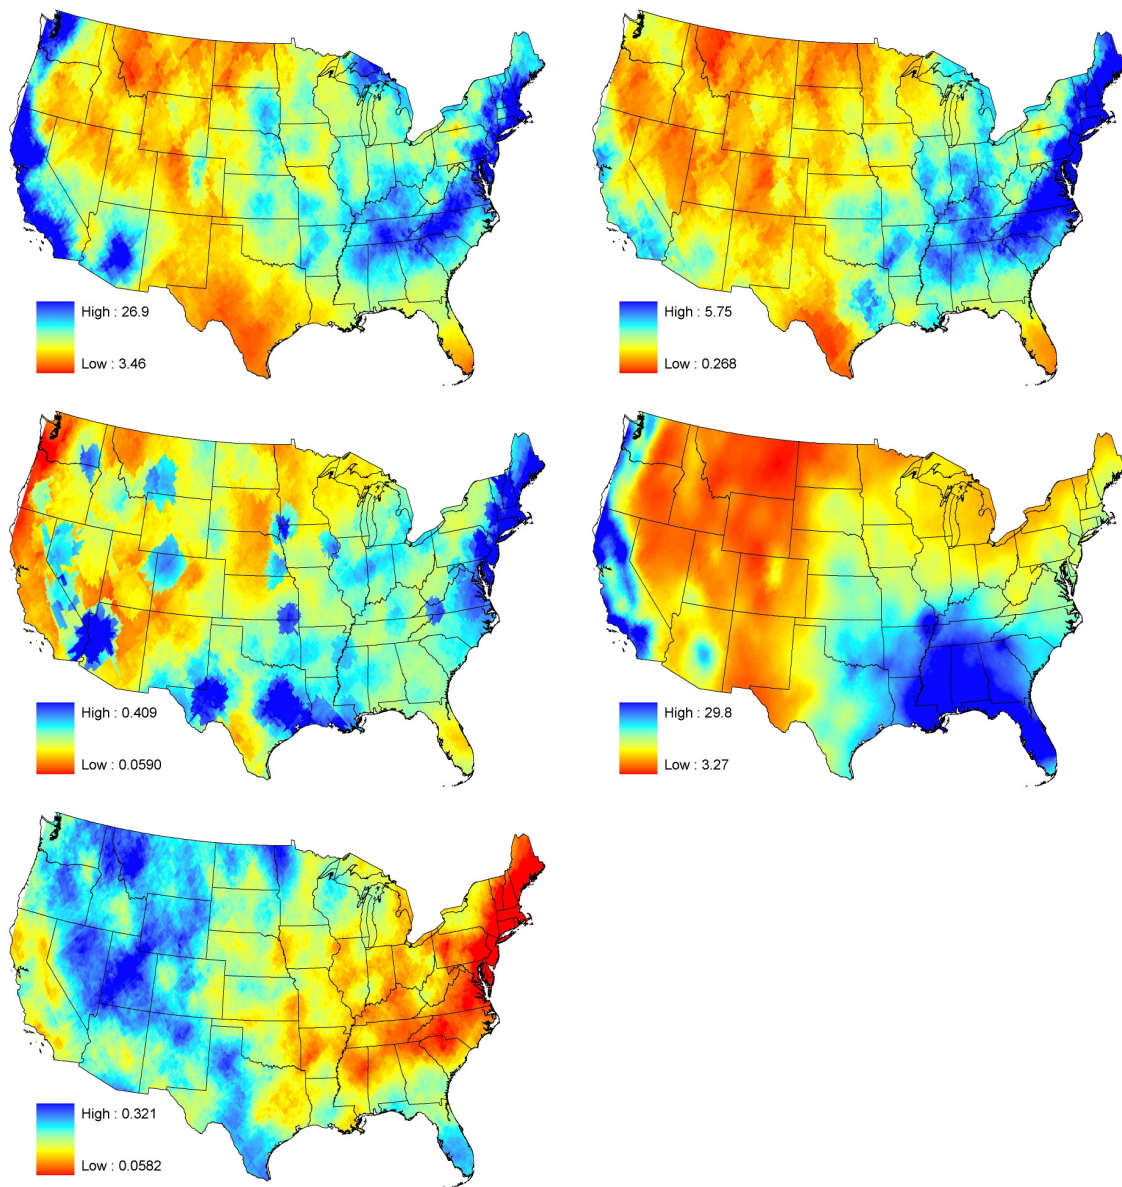 High : 26.9
Low : 3.46
High : 5.75
Low : 0.268
High : 0.409
Low : 0.0590
High : 29.8
Low : 3.27
High : 0.321
Low : 0.0582